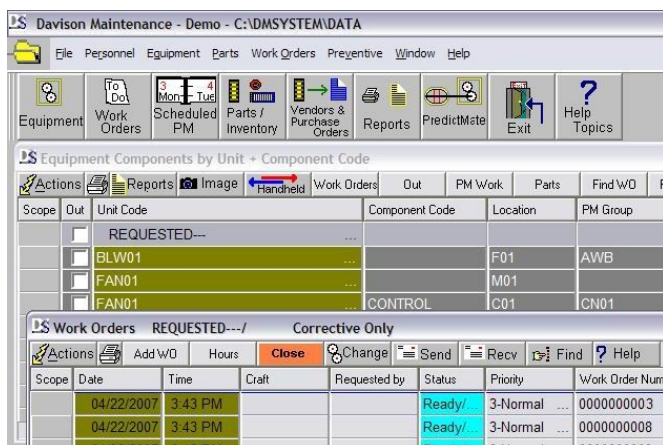 Davison Maintenance - Demo - C:\DMSYSTEM\DATA
File Personnel Equipment Parts Work Orders Preventive Window Help
Equipment
To Do
Work Orders
3 4
Mon Tue
Scheduled PM
Parts / Inventory
Vendors & Purchase Orders
Reports
PredictMate
Exit
Help Topics
Equipment Components by Unit + Component Code
Actions Reports Image Handheld Work Orders Out PM Work Parts Find WO
Scope Out Unit Code Component Code Location PM Group
REQUESTED--- ...
BLW01 ... F01 AWB
FAN01 ... M01
FAN01 ... CONTROL C01 CN01
Work Orders REQUESTED---/ Corrective Only
Actions Add WO Hours Close Change Send Recv Find Help
Scope Date Time Craft Requested by Status Priority Work Order Num
04/22/2007 3:43 PM Ready/... 3-Normal ... 0000000003
04/22/2007 3:43 PM Ready/... 3-Normal ... 0000000008